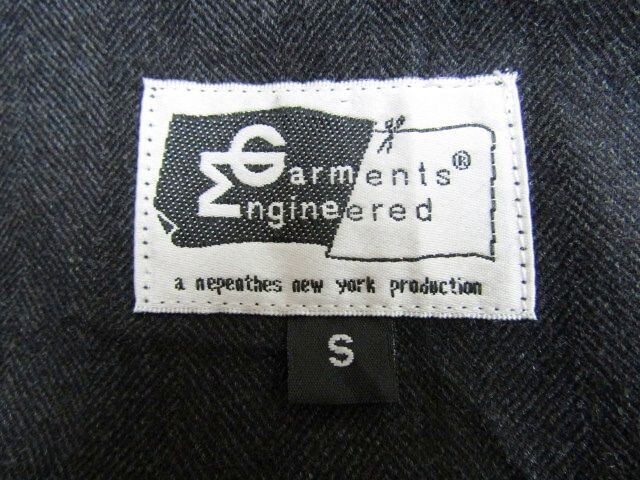 Garments®
Engineered
a nepenthes new york production
S